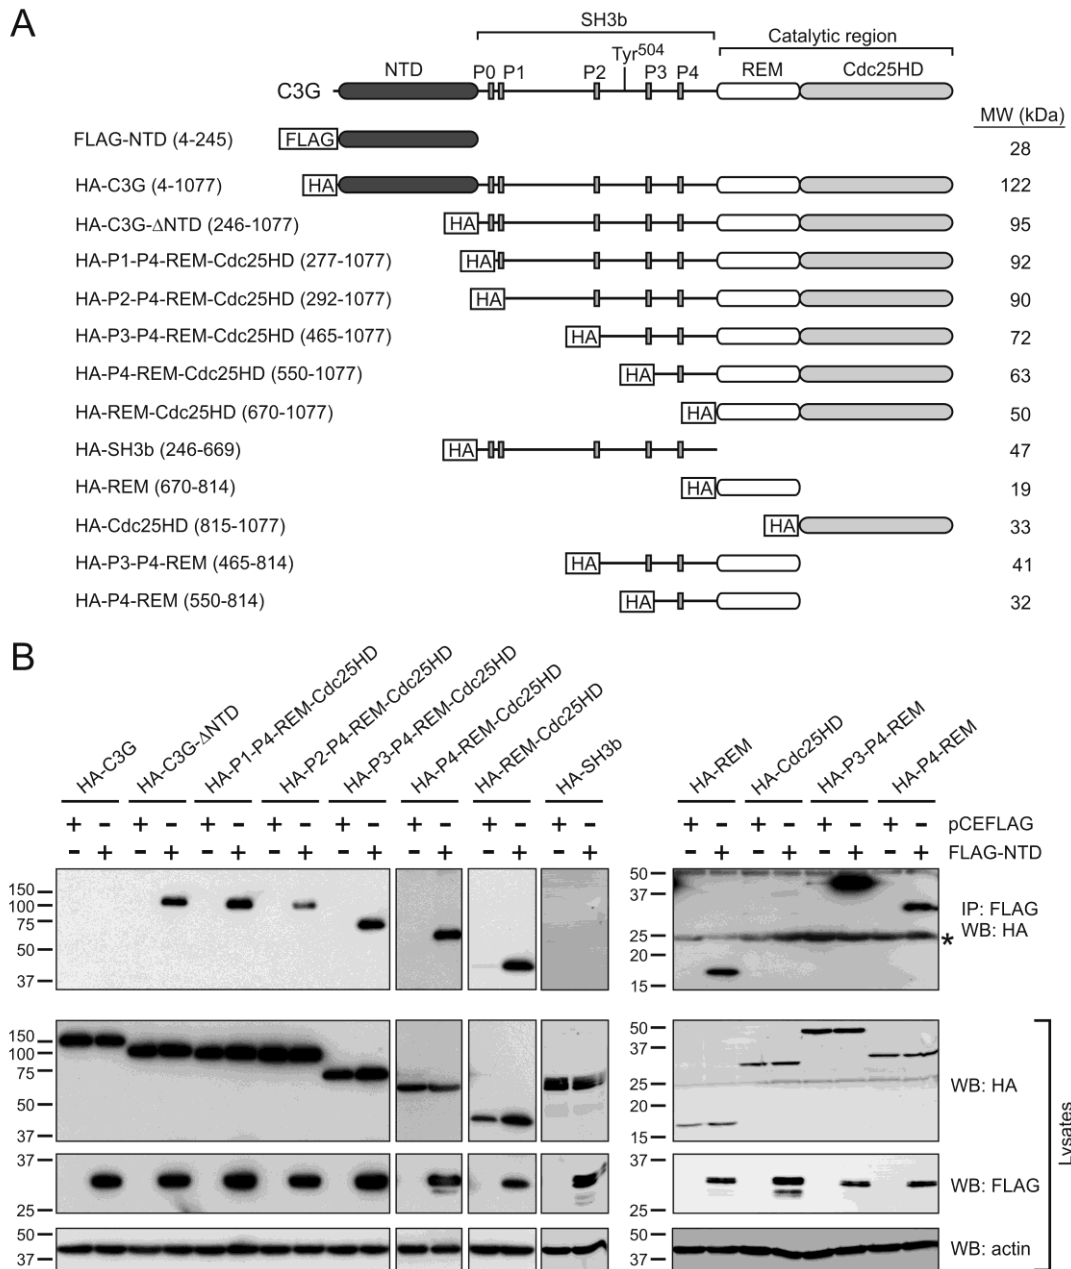 A
SH3b
Catalytic region
Tyr504
NTD
P0 P1 P2 P3 P4
REM
Cdc25HD
C3G
MW (kDa)
FLAG-NTD (4-245) FLAG 28
HA-C3G (4-1077) HA 122
HA-C3G-ΔNTD (246-1077) HA 95
HA-P1-P4-REM-Cdc25HD (277-1077) HA 92
HA-P2-P4-REM-Cdc25HD (292-1077) HA 90
HA-P3-P4-REM-Cdc25HD (465-1077) HA 72
HA-P4-REM-Cdc25HD (550-1077) HA 63
HA-REM-Cdc25HD (670-1077) HA 50
HA-SH3b (246-669) HA 47
HA-REM (670-814) HA 19
HA-Cdc25HD (815-1077) HA 33
HA-P3-P4-REM (465-814) HA 41
HA-P4-REM (550-814) HA 32
B
HA-C3G
HA-C3G-ΔNTD
HA-P1-P4-REM-Cdc25HD
HA-P2-P4-REM-Cdc25HD
HA-P3-P4-REM-Cdc25HD
HA-P4-REM-Cdc25HD
HA-REM-Cdc25HD
HA-SH3b
HA-REM
HA-Cdc25HD
HA-P3-P4-REM
HA-P4-REM
+ - + - + - + - + - + - + - + - + - + - + - + - pCEFLAG
- + - + - + - + - + - + - + - + - + - + - + - + FLAG-NTD
150
100
75
50
37
50
37
25
15
IP: FLAG
WB: HA
*
150
100
75
50
37
50
37
25
20
15
WB: HA
37
25
37
25
WB: FLAG
50
37
50
37
WB: actin
Lysates